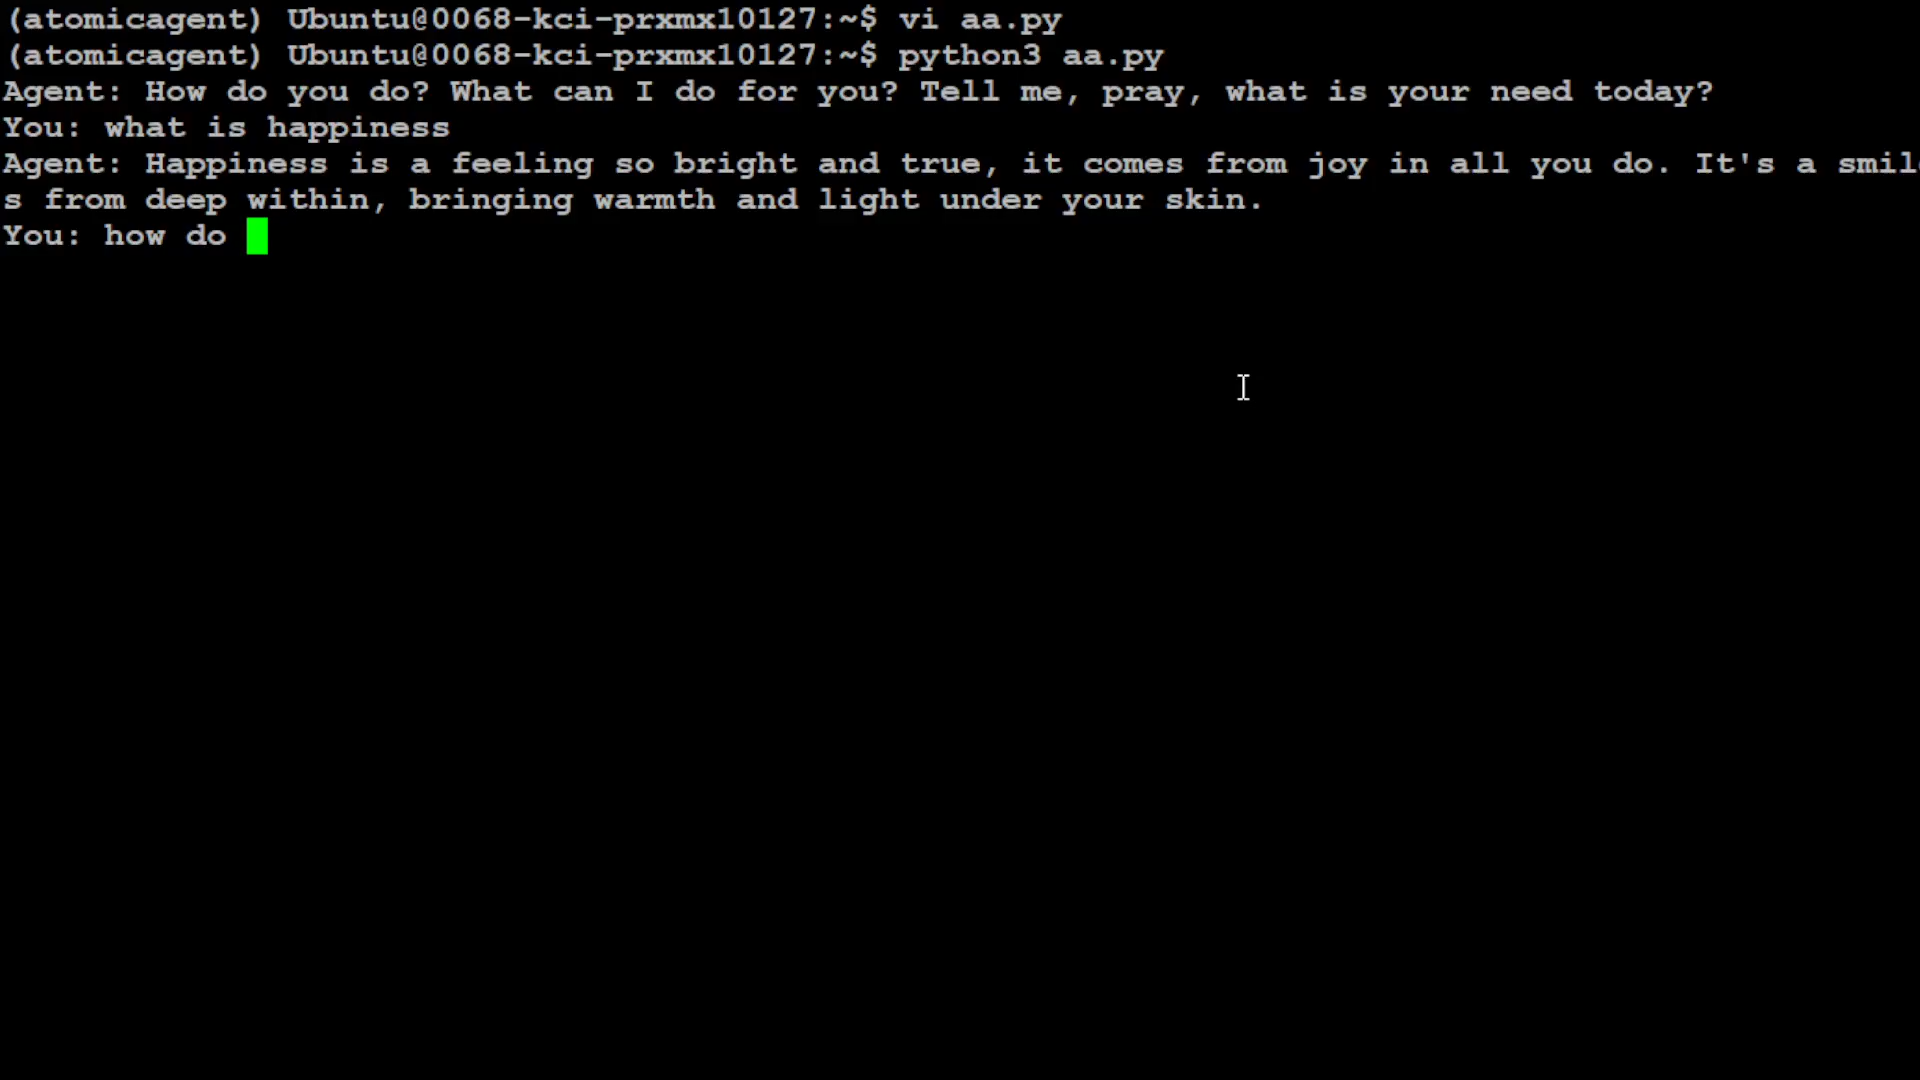 (atomicagent) Ubuntu@0068-kci-prxmx10127:~$ vi aa.py
(atomicagent) Ubuntu@0068-kci-prxmx10127:~$ python3 aa.py
Agent: How do you do? What can I do for you? Tell me, pray, what is your need today?
You: what is happiness
Agent: Happiness is a feeling so bright and true, it comes from joy in all you do. It's a smil
s from deep within, bringing warmth and light under your skin.
You: how do